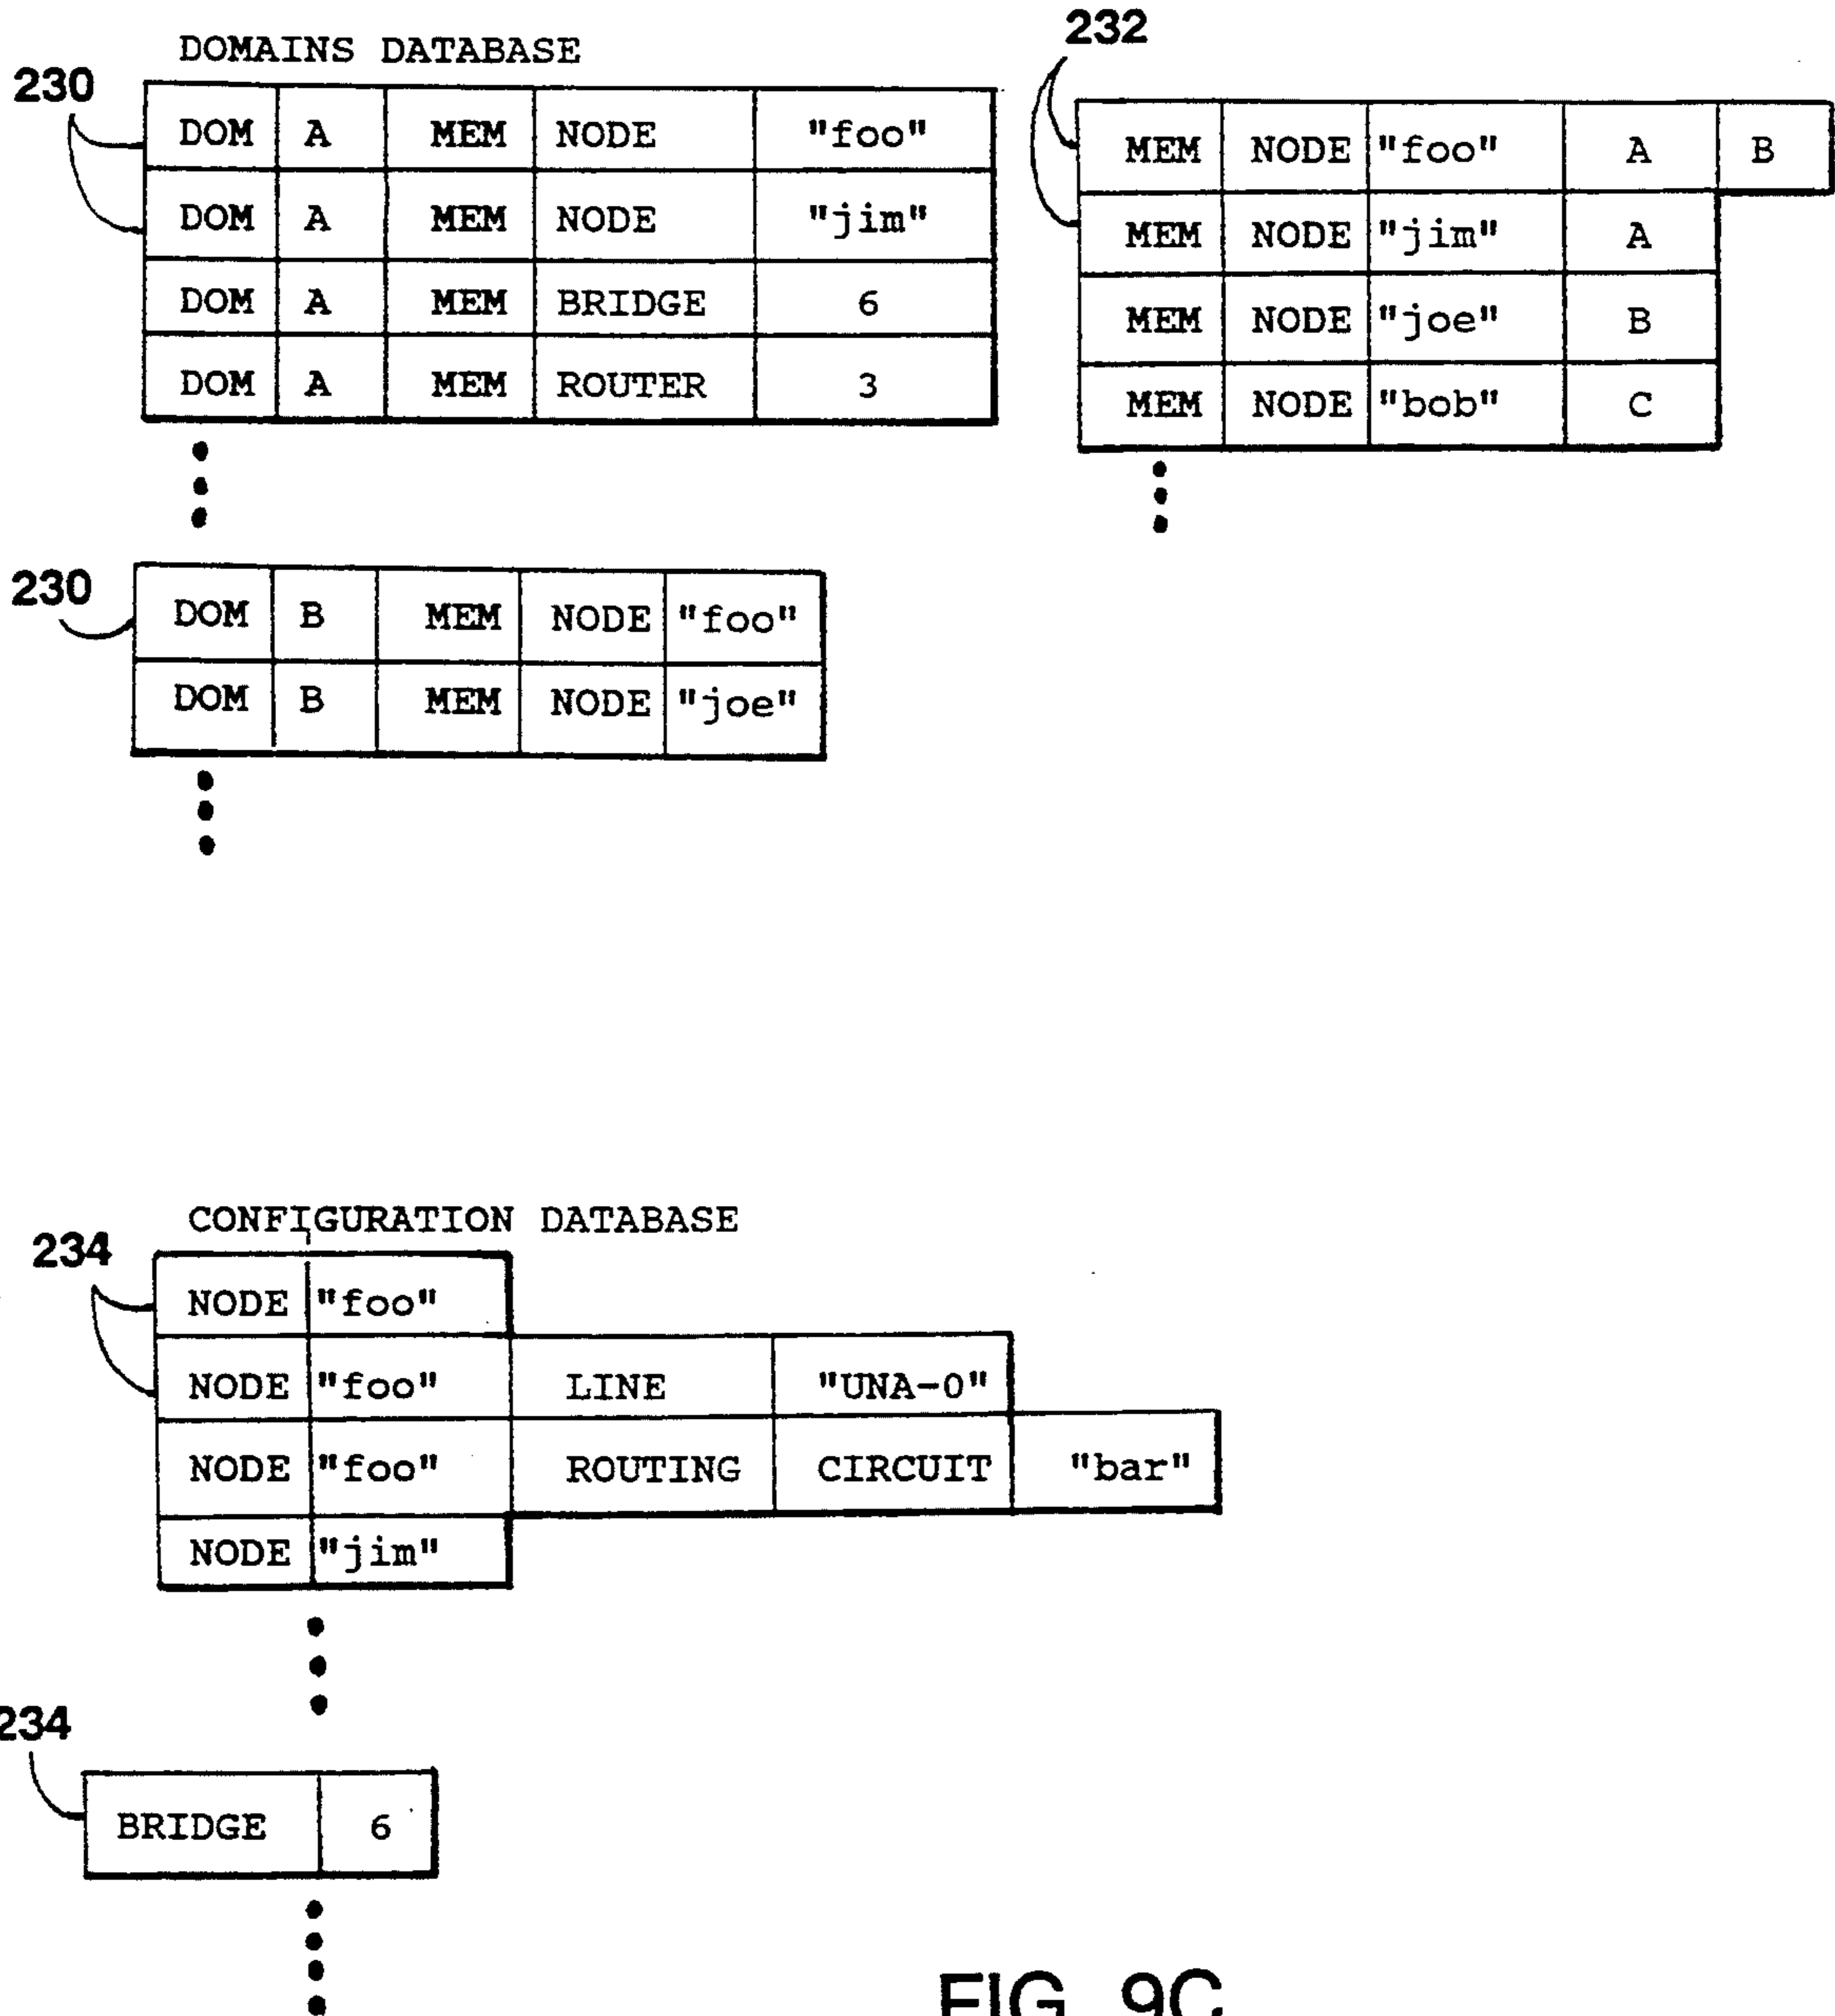 DOMAINS DATABASE
230
DOM A MEM NODE "foo"
DOM A MEM NODE "jim"
DOM A MEM BRIDGE 6
DOM A MEM ROUTER 3
232
MEM NODE "foo" A B
MEM NODE "jim" A
MEM NODE "joe" B
MEM NODE "bob" C
230
DOM B MEM NODE "foo"
DOM B MEM NODE "joe"
CONFIGURATION DATABASE
234
NODE "foo"
NODE "foo" LINE "UNA-0"
NODE "foo" ROUTING CIRCUIT "bar"
NODE "jim"
234
BRIDGE 6
FIG. 9C